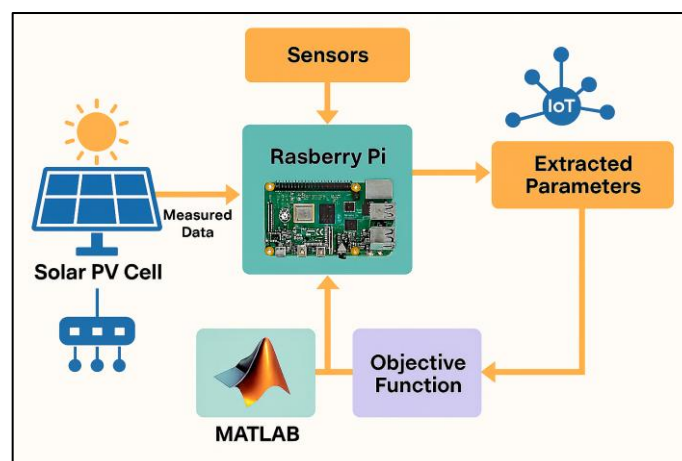 Sensors
IoT
Rasberry Pi
Extracted
Parameters
Measured
Data
Solar PV Cell
Objective
Function
MATLAB